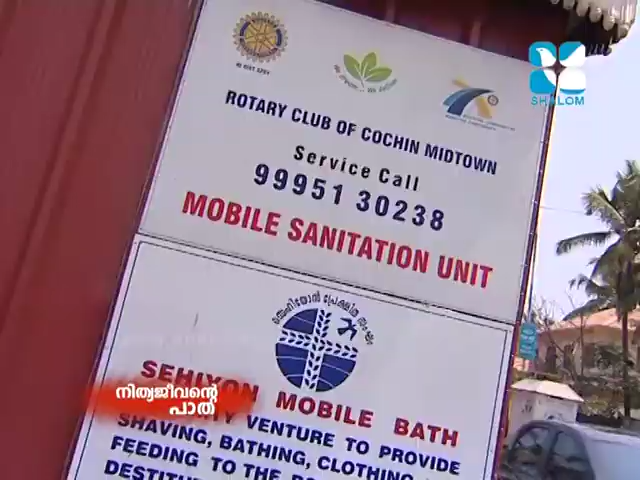 SHALOM
ROTARY CLUB OF COCHIN MIDTOWN
Service Call
99951 30238
MOBILE SANITATION UNIT
SEHIYON MOBILE BATH
VENTURE TO PROVIDE
SHAVING, BATHING, CLOTHING
FEEDING TO THE
നിത്യജീവന്റെ
പാത